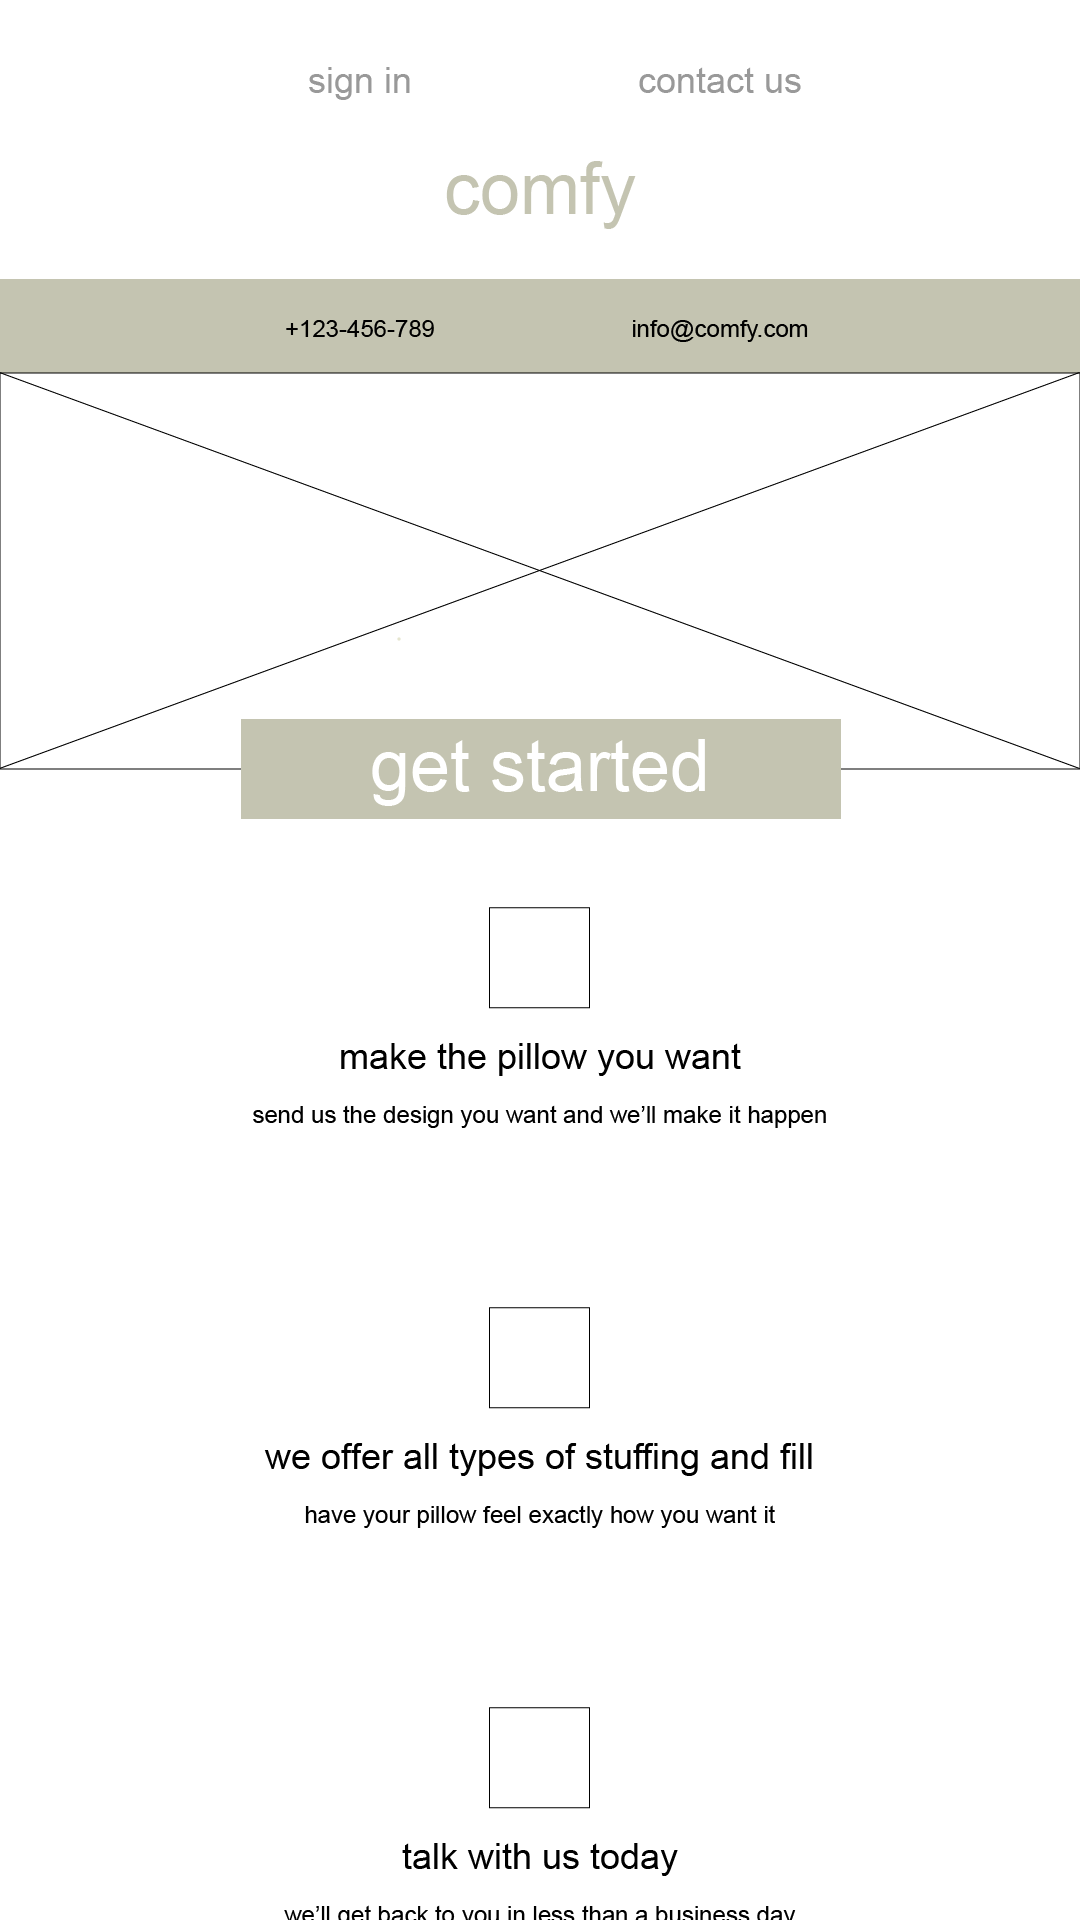 sign in contact us
comfy
+123-456-789 info@comfy.com
get started
make the pillow you want
send us the design you want and we’ll make it happen
we offer all types of stuffing and fill
have your pillow feel exactly how you want it
talk with us today
we’ll get back to you in less than a business day